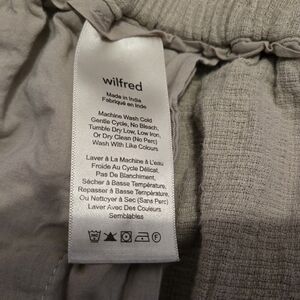 wilfred
Made in India
Fabriqué en Inde
Machine Wash Cold
Gentle Cycle, No Bleach,
Tumble Dry Low, Low Iron,
Or Dry Clean (No Perc)
Wash With Like Colours
Laver À La Machine À L'eau
Froide Au Cycle Délicat,
Pas De Blanchiment,
Sécher à Basse Température,
Repasser à Basse Température,
Ou Nettoyer à Sec (Sans Perc)
Laver Avec Des Couleurs
Semblables